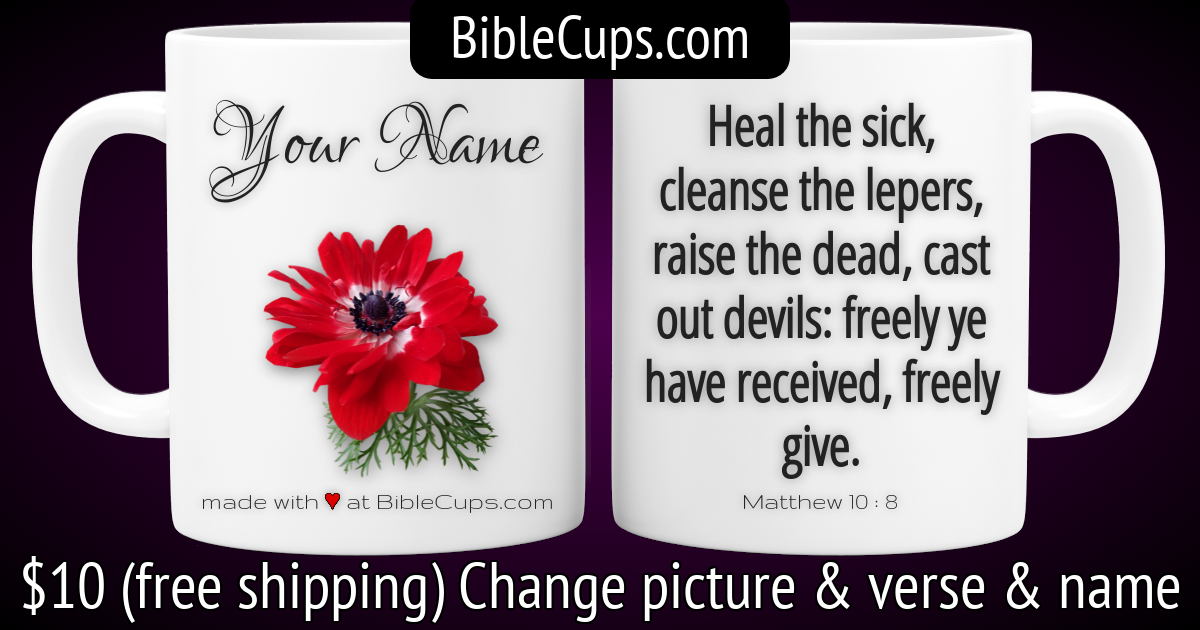 BibleCups.com
Your Name
made with ♥ at BibleCups.com
Heal the sick,
cleanse the lepers,
raise the dead, cast
out devils: freely ye
have received, freely
give.
Matthew 10 : 8
$10 (free shipping) Change picture & verse & name